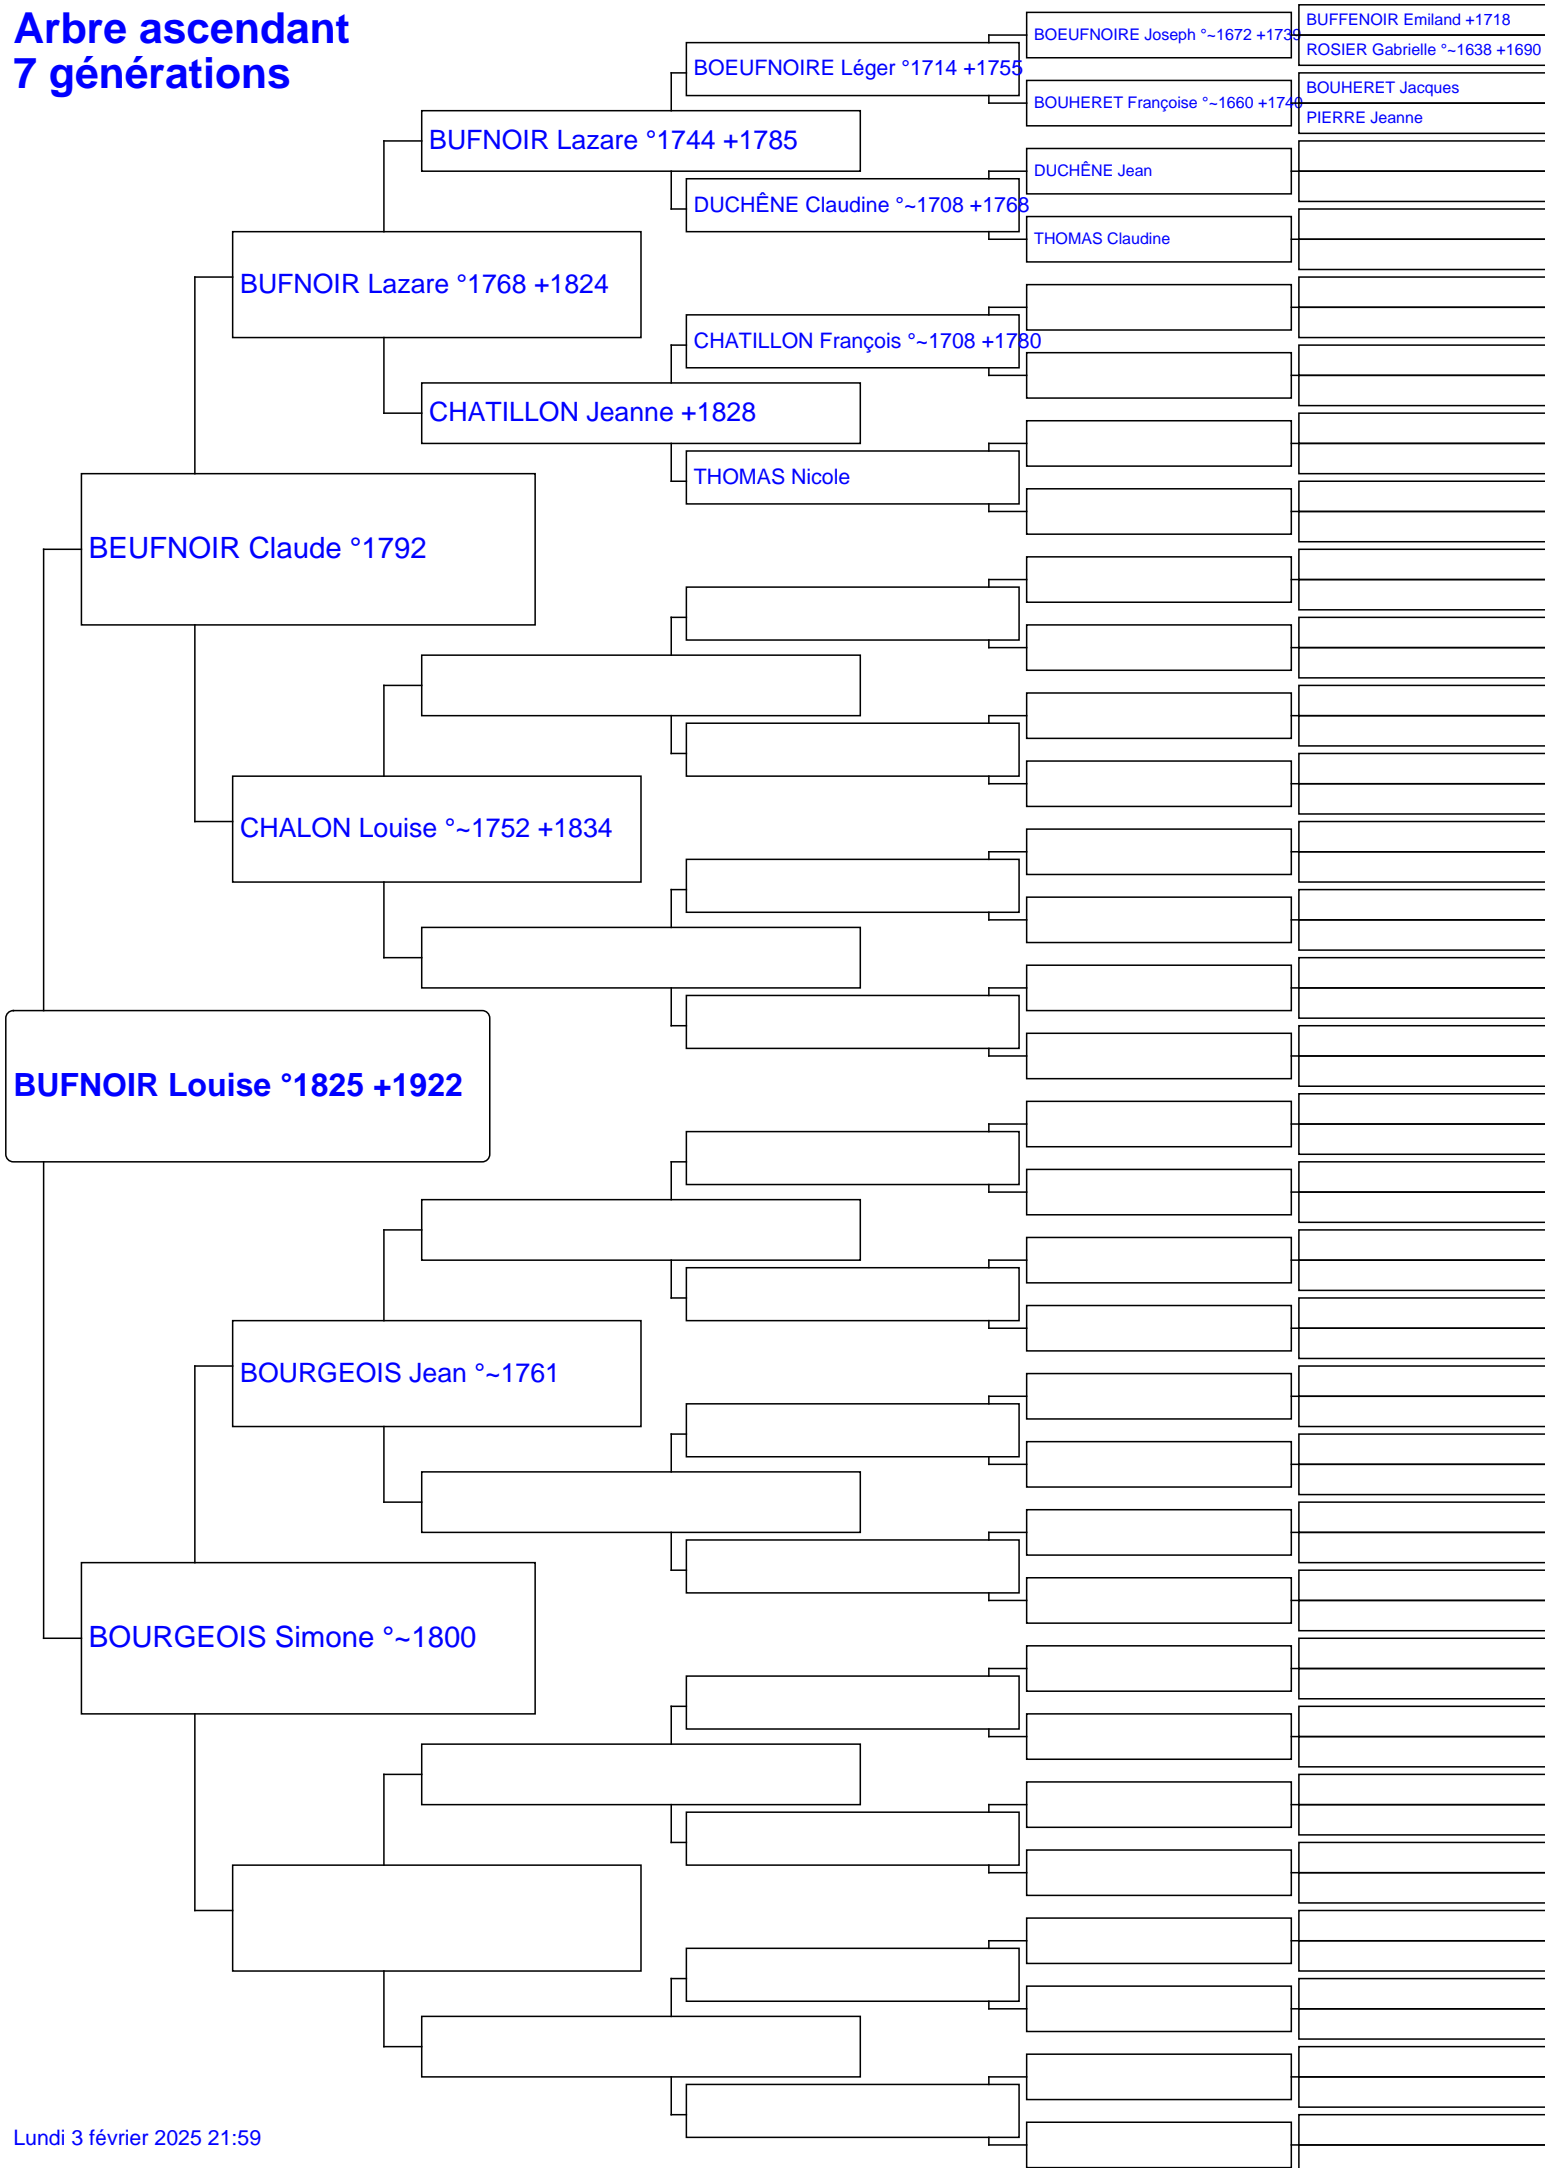 Arbre ascendant
7 générations
BUFFENOIR Emiland +1718
BOEUFNOIRE Joseph °~1672 +1739
ROSIER Gabrielle °~1638 +1690
BOEUFNOIRE Léger °1714 +1755
BOUHERET Jacques
BOUHERET Françoise °~1660 +1740
PIERRE Jeanne
BUFNOIR Lazare °1744 +1785
DUCHÊNE Jean
DUCHÊNE Claudine °~1708 +1768
THOMAS Claudine
BUFNOIR Lazare °1768 +1824
CHATILLON François °~1708 +1780
CHATILLON Jeanne +1828
THOMAS Nicole
BEUFNOIR Claude °1792
CHALON Louise °~1752 +1834
BUFNOIR Louise °1825 +1922
BOURGEOIS Jean °~1761
BOURGEOIS Simone °~1800
Lundi 3 février 2025 21:59